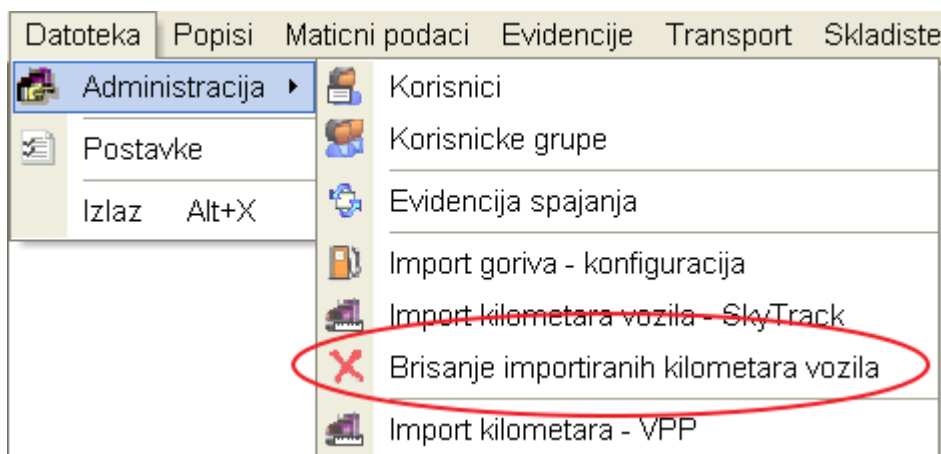 Datoteka Popisi Maticni podaci Evidencije Transport Skladiste
Administracija
Postavke
Izlaz Alt+X
Korisnici
Korisnicke grupe
Evidencija spajanja
Import goriva - konfiguracija
Import kilometara vozila - SkyTrack
Brisanje importiranih kilometara vozila
Import kilometara - VPP